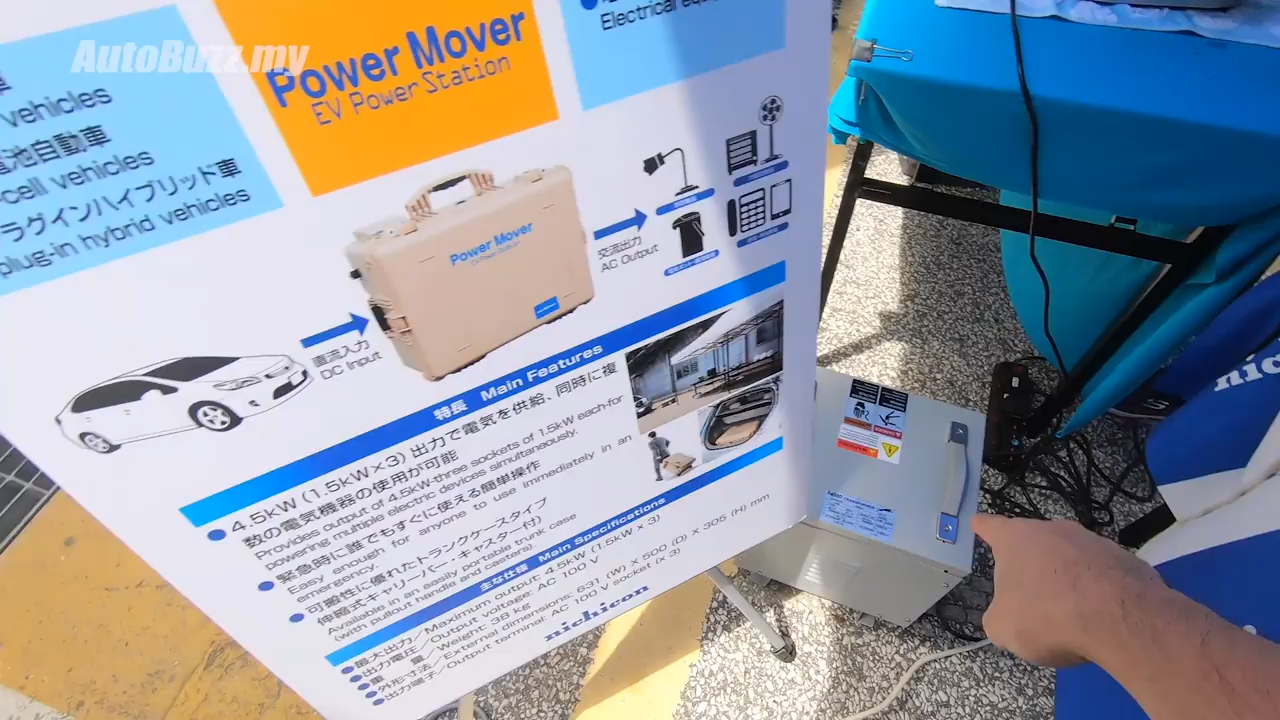 AutoBuzz.my
車
vehicles
電池自動車
-cell vehicles
ラグインハイブリッド車
plug-in hybrid vehicles
Power Mover
EV Power Station
Electrical
Power Mover
EV Power Station
直流入力
DC Input
交流出力
AC Output
特長 Main Features
4.5kW (1.5kW×3) 出力で電気を供給、同時に複
数の電気機器の使用が可能
Provides output of 4.5kW-three sockets of 1.5kW each-for
powering multiple electric devices simultaneously.
緊急時に誰でもすぐに使える簡単操作
Easy enough for anyone to use immediately in an
emergency.
可搬性に優れたトランクケースタイプ
(伸縮式キャリーバー・キャスター付)
Available in an easily portable trunk case
(with pullout handle and casters)
主な仕様 Main Specifications
最大出力／Maximum output: 4.5kW (1.5kW × 3)
出力電圧／Output voltage: AC 100 V
重 量／Weight: 38 kg
外形寸法／External dimensions: 631 (W) X 500 (D) X 305 (H) mm
出力端子／Output terminal: AC 100 V socket (x 3)
nichicon
nic